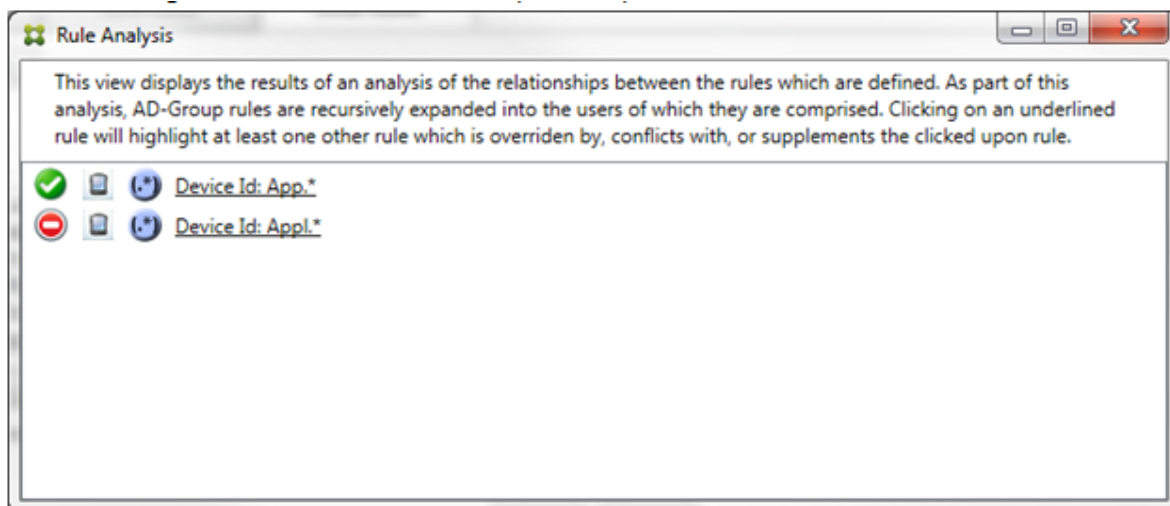 Rule Analysis
This view displays the results of an analysis of the relationships between the rules which are defined. As part of this
analysis, AD-Group rules are recursively expanded into the users of which they are comprised. Clicking on an underlined
rule will highlight at least one other rule which is overriden by, conflicts with, or supplements the clicked upon rule.
(.*) Device Id: App.*
(.*) Device Id: Appl.*